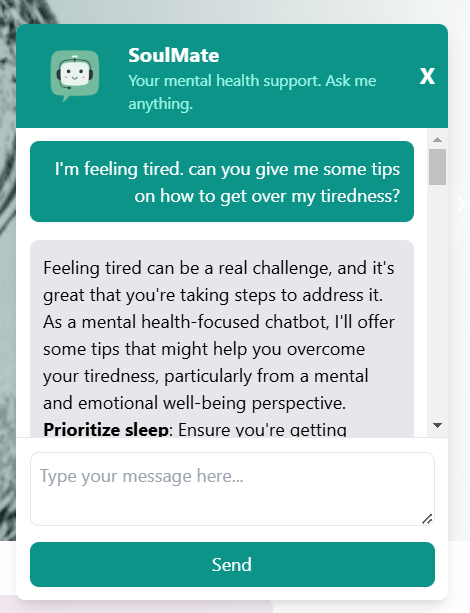 SoulMate
Your mental health support. Ask me
anything.
X
I'm feeling tired. can you give me some tips
on how to get over my tiredness?
Feeling tired can be a real challenge, and it's
great that you're taking steps to address it.
As a mental health-focused chatbot, I'll offer
some tips that might help you overcome
your tiredness, particularly from a mental
and emotional well-being perspective.
Prioritize sleep: Ensure you're getting
Type your message here...
Send